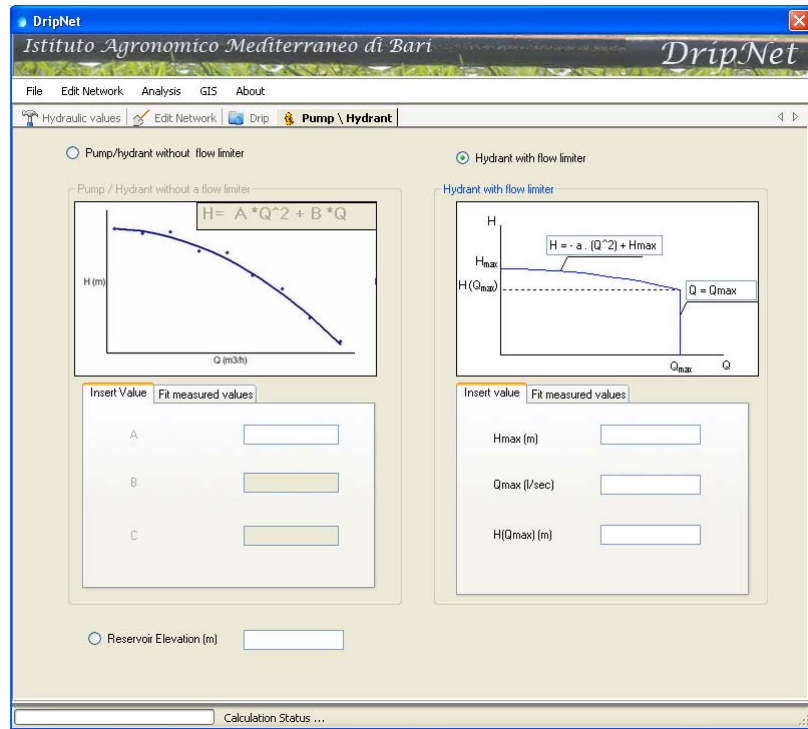 DripNet
Istituto Agronomico Mediterraneo di Bari
DripNet
File Edit Network Analysis GIS About
Hydraulic values Edit Network Drip Pump \ Hydrant
Pump/hydrant without flow limiter
Pump / Hydrant without a flow limiter
H= A *Q^2 + B *Q
H (m)
Q (m3/h)
Insert Value Fit measured values
A
B
C
Reservoir Elevation (m)
Hydrant with flow limiter
Hydrant with flow limiter
H
H = - a . (Q^2) + Hmax
Hmax
H(Qmax)
Q = Qmax
Qmax Q
Insert value Fit measured values
Hmax (m)
Qmax (l/sec)
H(Qmax) (m)
Calculation Status ...